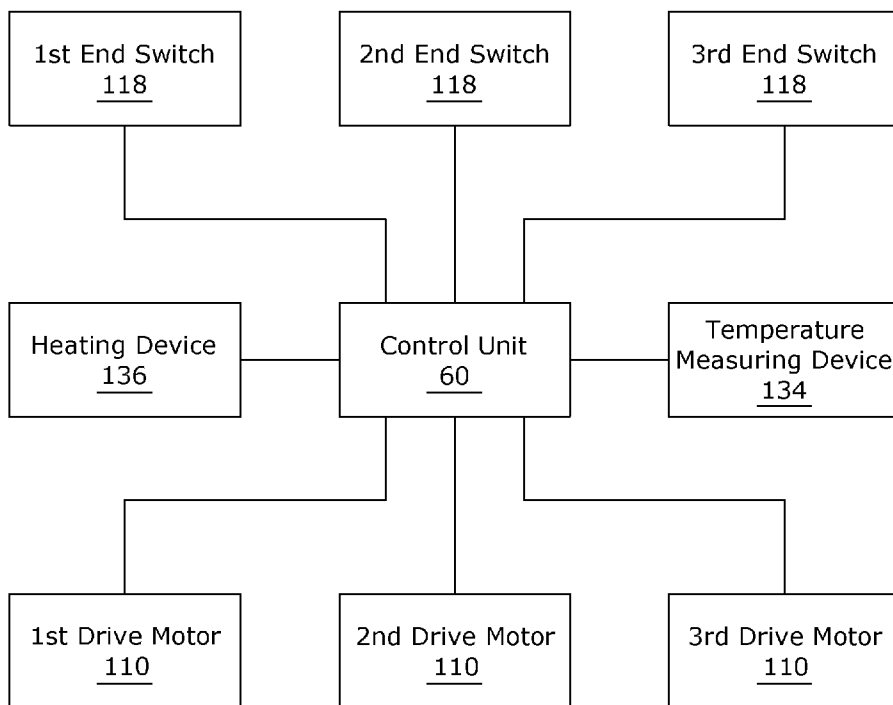 1st End Switch
118
2nd End Switch
118
3rd End Switch
118
Heating Device
136
Control Unit
60
Temperature
Measuring Device
134
1st Drive Motor
110
2nd Drive Motor
110
3rd Drive Motor
110